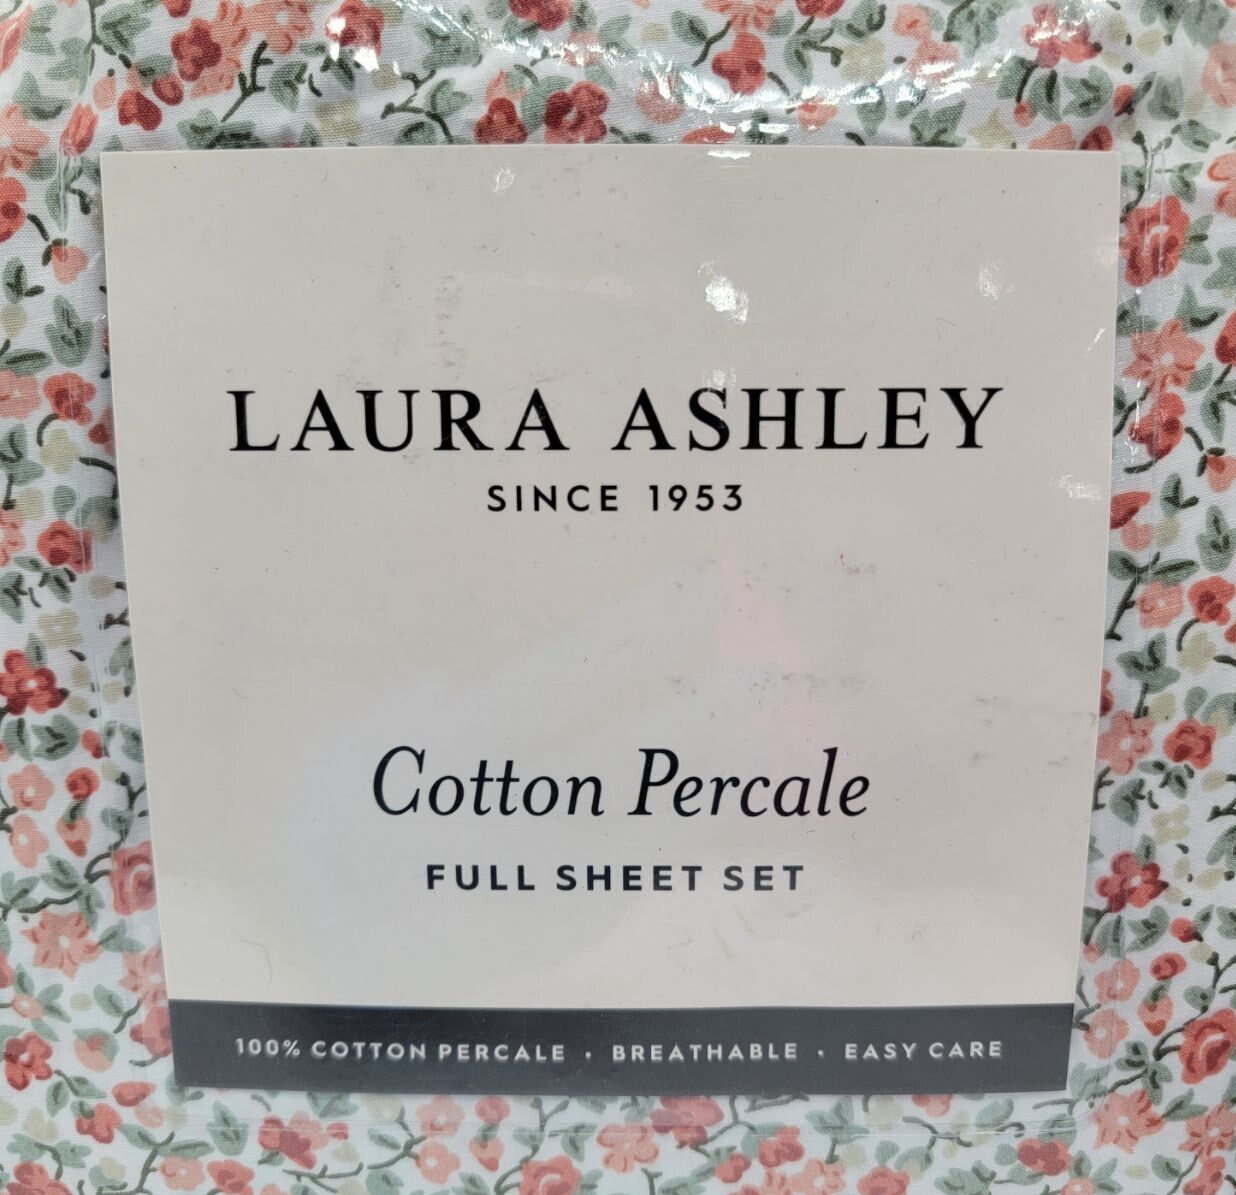 LAURA ASHLEY
SINCE 1953
Cotton Percale
FULL SHEET SET
100% COTTON PERCALE • BREATHABLE • EASY CARE